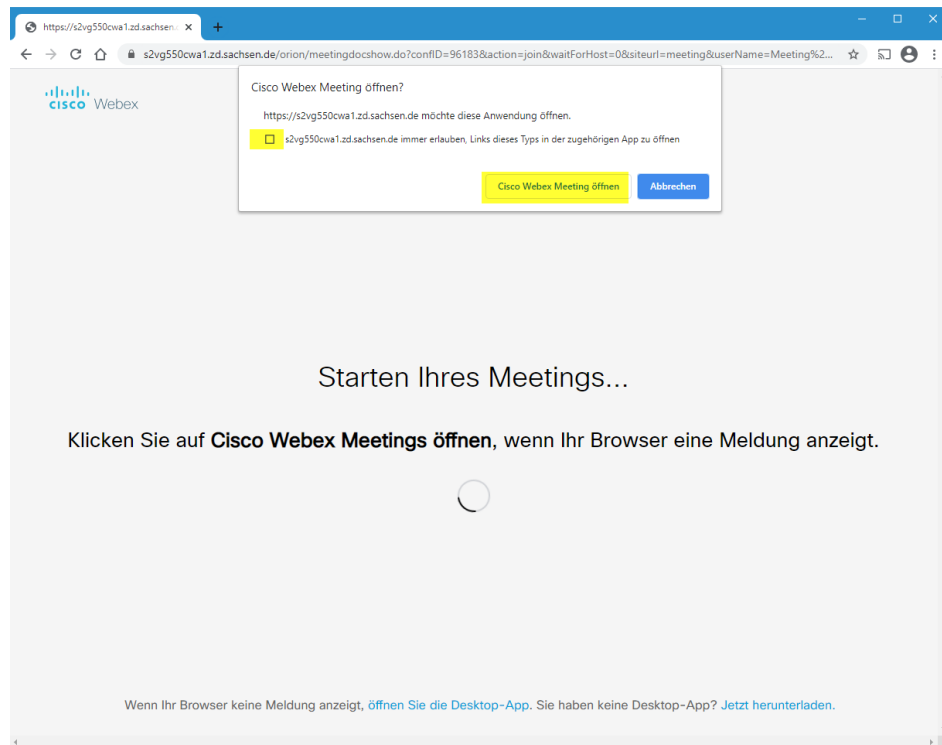 https://s2vg550cwa1.zd.sachsen.
s2vg550cwa1.zd.sachsen.de/orion/meetingdocshow.do?confID=96183&action=join&waitForHost=0&siteurl=meeting&userName=Meeting%2...
CISCO Webex
Cisco Webex Meeting öffnen?
https://s2vg550cwa1.zd.sachsen.de möchte diese Anwendung öffnen.
s2vg550cwa1.zd.sachsen.de immer erlauben, Links dieses Typs in der zugehörigen App zu öffnen
Cisco Webex Meeting öffnen Abbrechen
Starten Ihres Meetings...
Klicken Sie auf Cisco Webex Meetings öffnen, wenn Ihr Browser eine Meldung anzeigt.
Wenn Ihr Browser keine Meldung anzeigt, öffnen Sie die Desktop-App. Sie haben keine Desktop-App? Jetzt herunterladen.